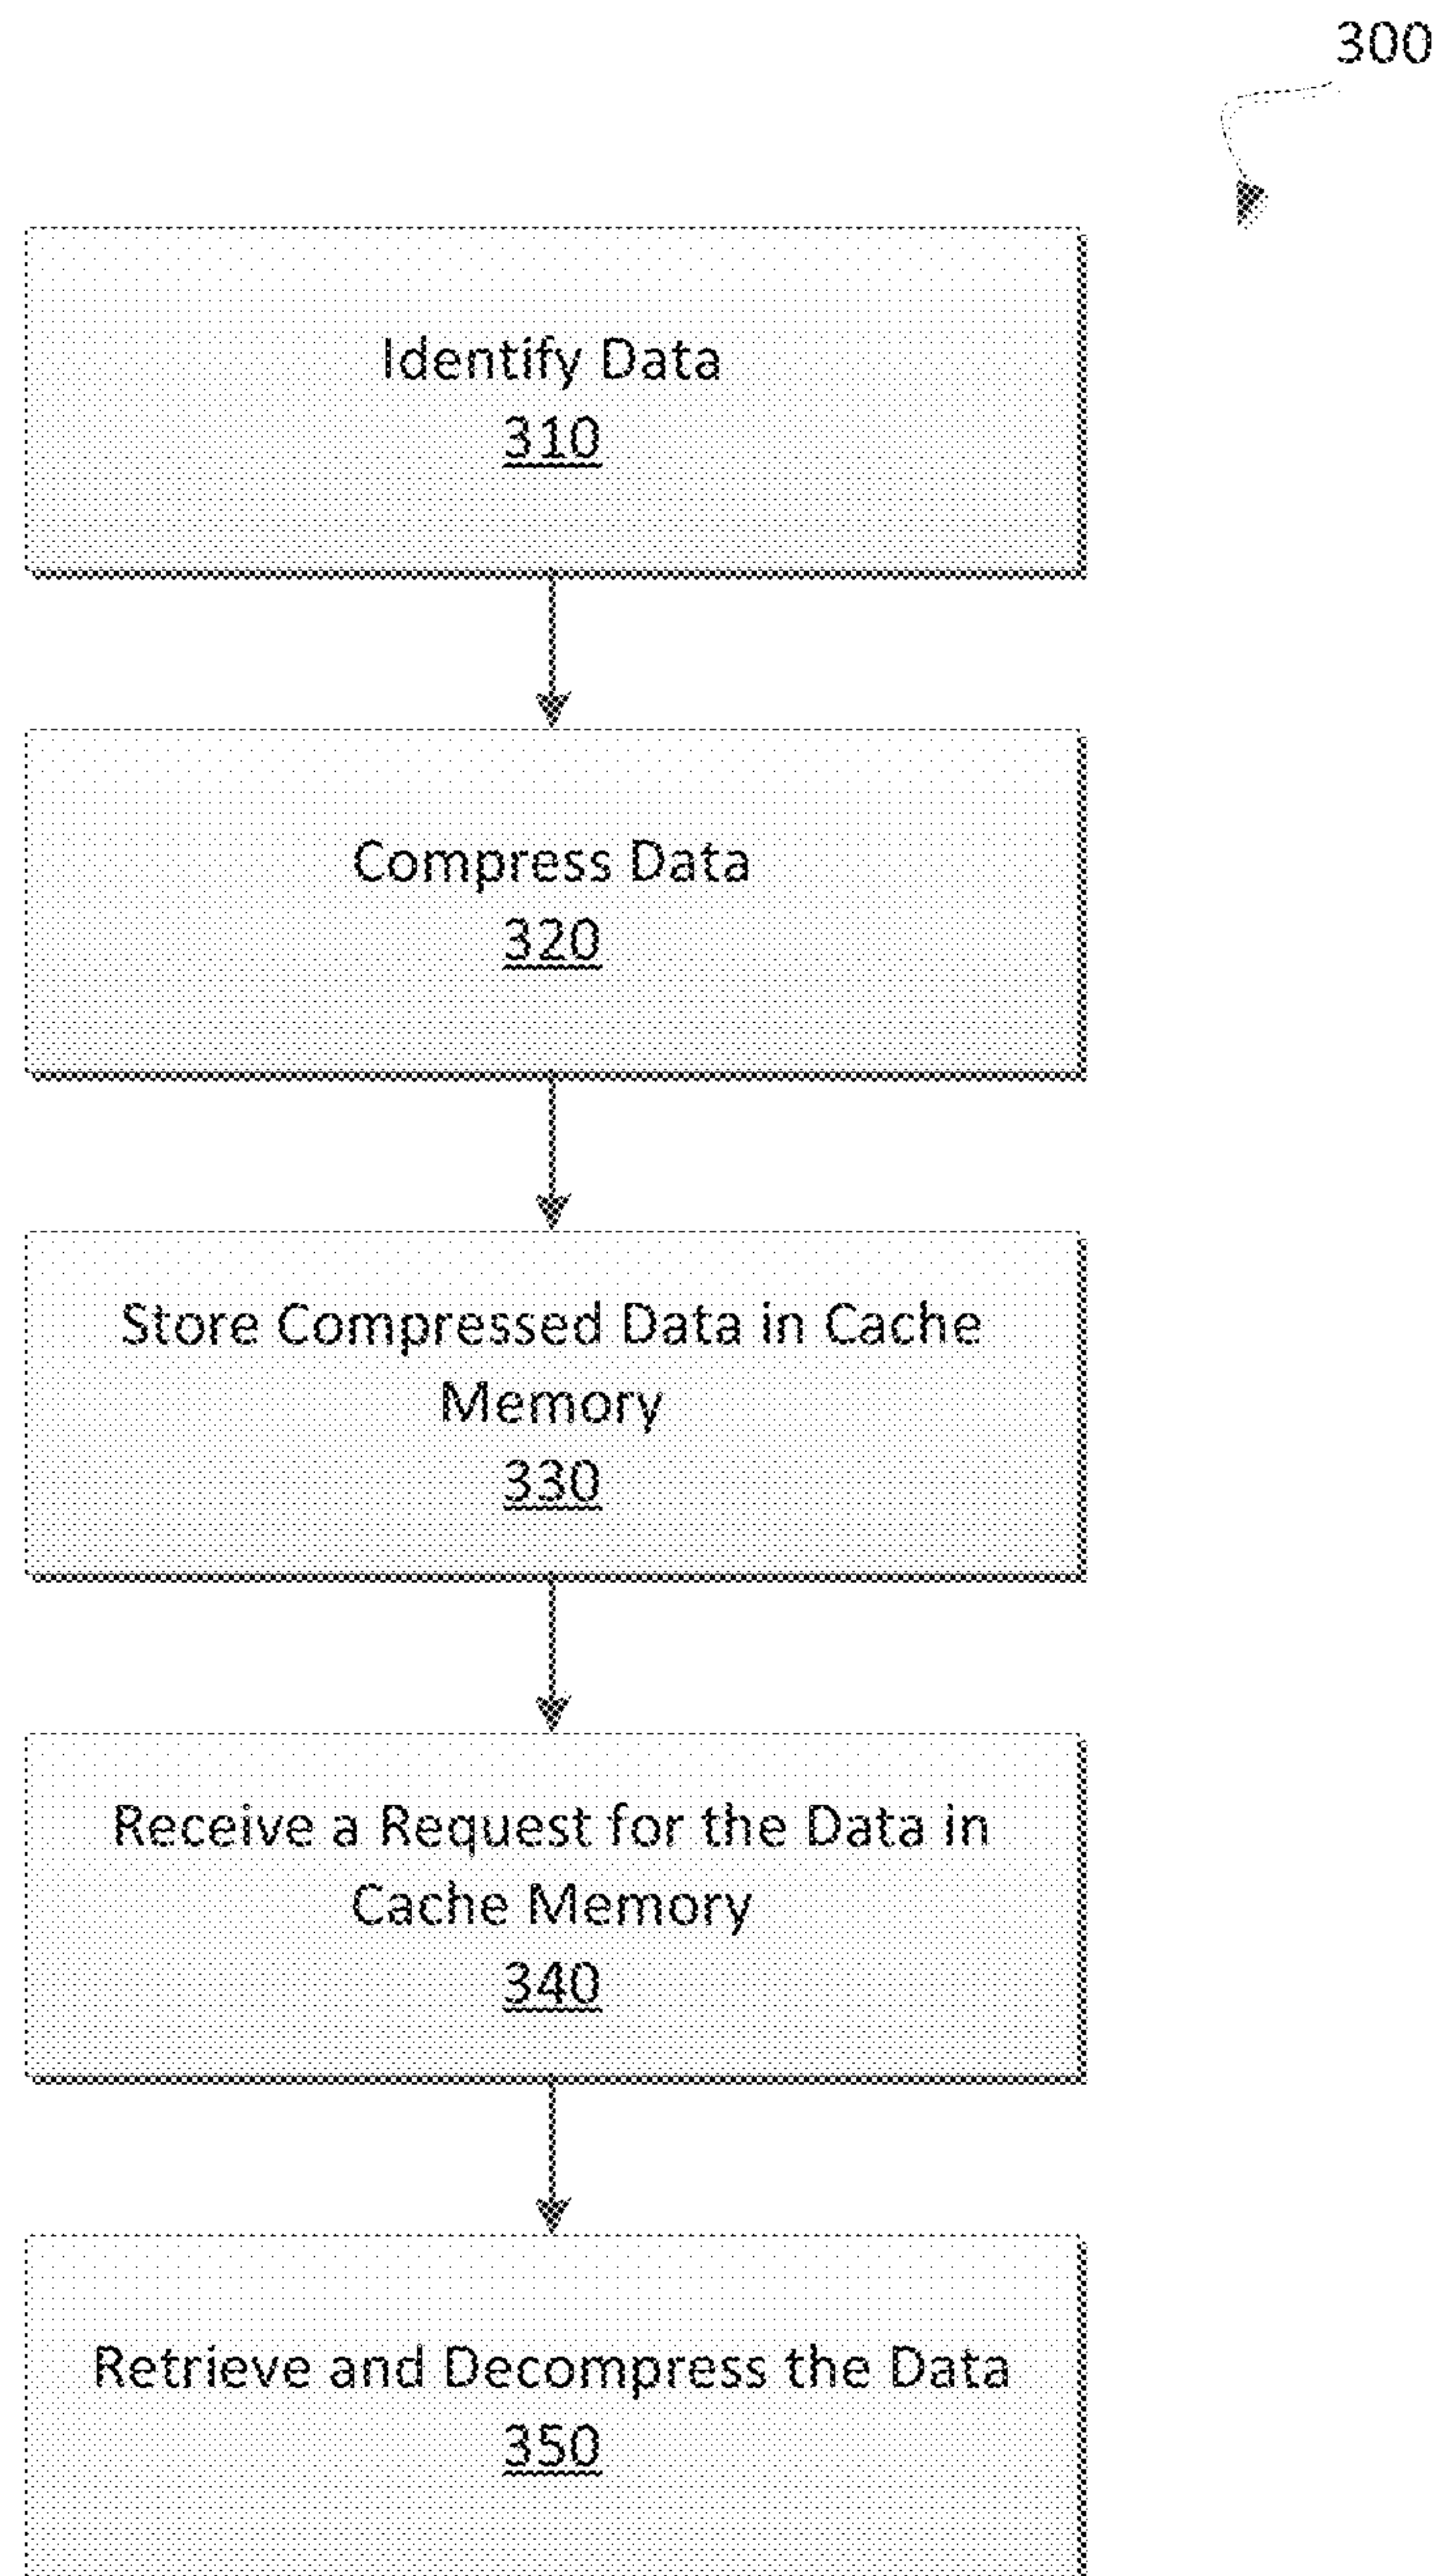 300
Identify Data
310
Compress Data
320
Store Compressed Data in Cache
Memory
330
Receive a Request for the Data in
Cache Memory
340
Retrieve and Decompress the Data
350